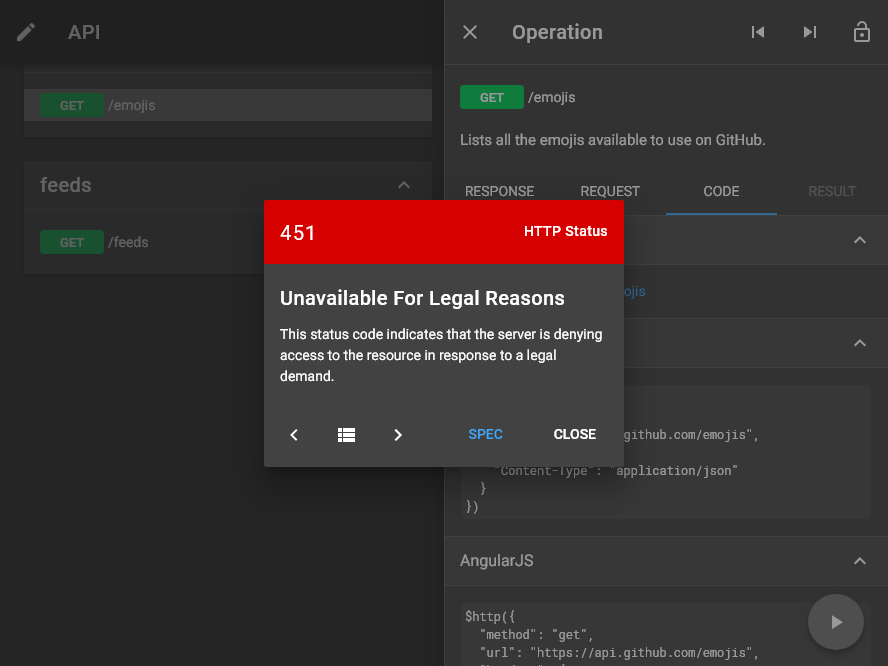 API
GET /emojis
feeds
GET /feeds
Operation
GET /emojis
Lists all the emojis available to use on GitHub.
RESPONSE REQUEST CODE RESULT
ojis
github.com/emojis",
"Content-Type": "application/json"
}
})
AngularJS
$http({
"method": "get",
"url": "https://api.github.com/emojis",
451 HTTP Status
Unavailable For Legal Reasons
This status code indicates that the server is denying
access to the resource in response to a legal
demand.
SPEC CLOSE